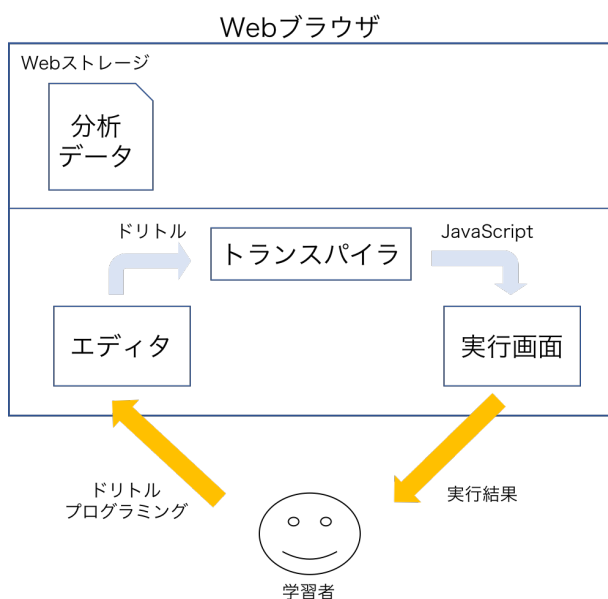 Webブラウザ
Webストレージ
分析
データ
ドリトル
トランスパイラ
JavaScript
エディタ
実行画面
ドリトル
プログラミング
実行結果
学習者